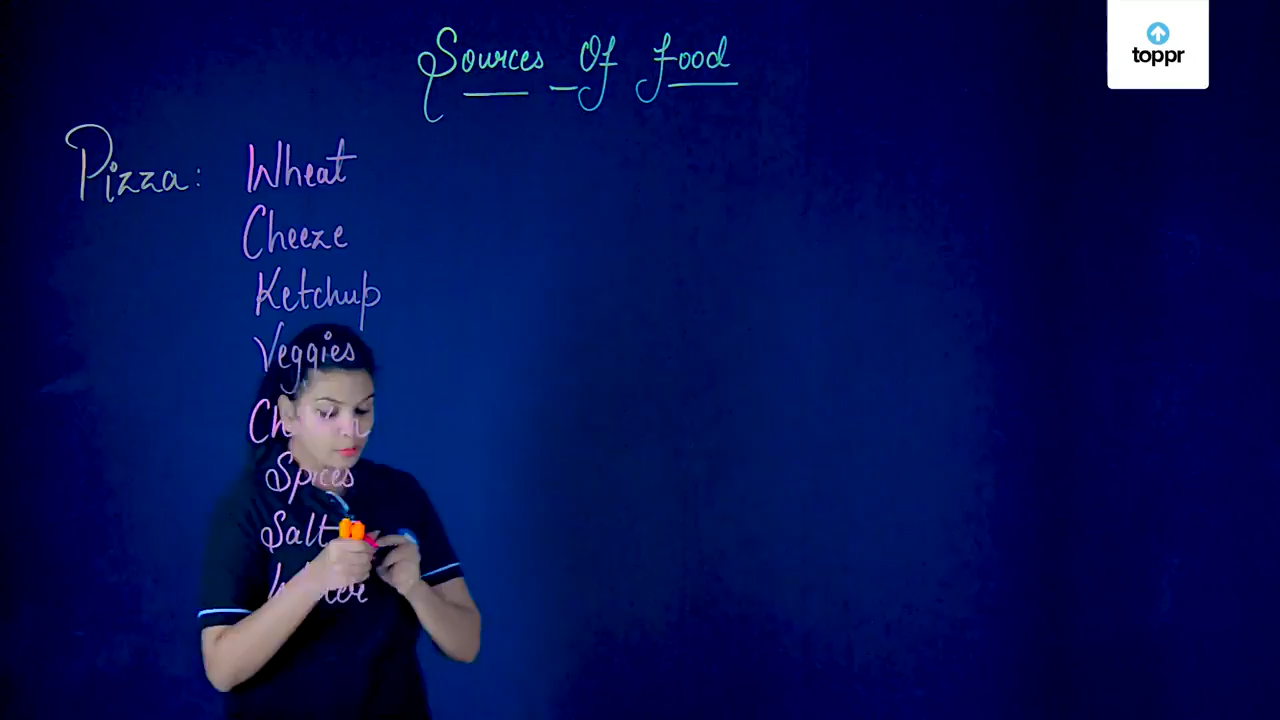 Sources Of food
toppr
Pizza: Wheat
Cheeze
Ketchup
Veggies
Spices
Salt